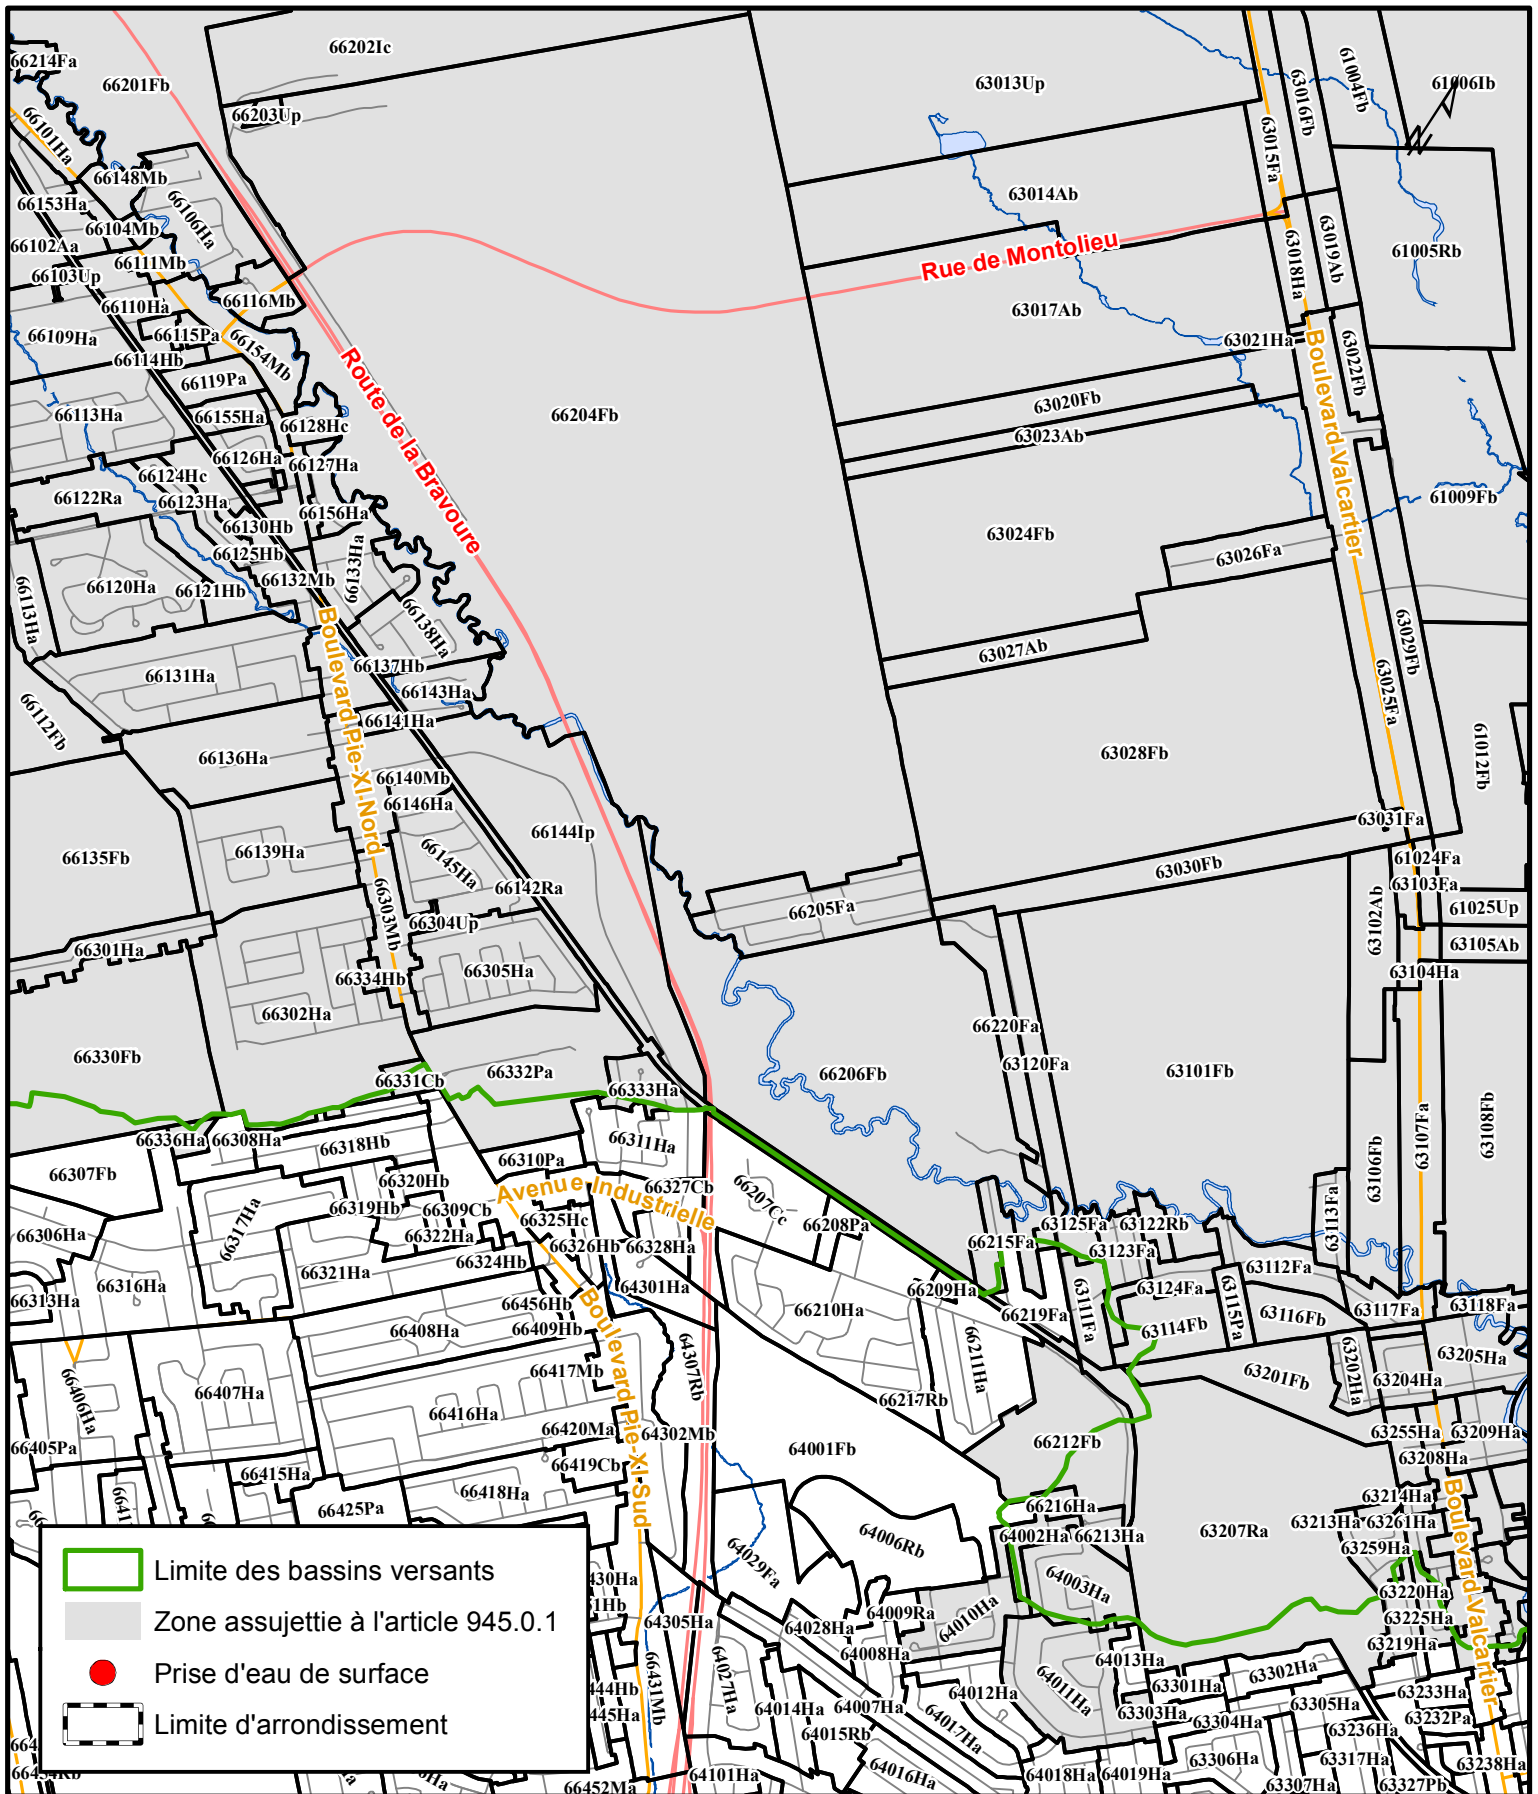 66214Fa
66202Ic
66201Fb
66203Up
63013Up
63016Fb
61004Fb
61006Ib
66101Ha
66148Mb
63015Fa
66153Ha
66106Ha
63014Ab
66104Mb
66102Aa
66111Mb
66103Up
63018Ha
63019Ab
61005Rb
Rue de Montolieu
66110Ha
66116Mb
63017Ab
66109Ha
66115Pa
66154Mb
63021Ha
66114Hb
63022Fb
Route de la Bravoure
Boulevard Valcartier
66119Pa
66113Ha
66155Ha
66128Hc
66204Fb
63020Fb
63023Ab
66126Ha
66127Ha
66124Hc
66122Ra
66123Ha
66156Ha
61009Fb
66130Hb
63024Fb
66125Hb
63026Fa
66132Mb
66133Ha
66120Ha
66121Hb
66113Ha
66138Ha
63027Ab
63029Fb
66137Hb
66131Ha
66143Ha
63025Fa
66112Fb
66141Ha
Boulevard Pie-XI-Nord
66136Ha
66140Mb
63028Fb
61012Fb
66146Ha
63031Fa
66144Ip
66135Fb
66139Ha
66145Ha
66142Ra
63030Fb
61024Fa
63103Fa
66205Fa
61025Up
63102Ab
66303Mb
66304Up
66301Ha
63105Ab
66334Hb
66305Ha
63104Ha
66302Ha
66220Fa
66330Fb
63120Fa
66332Pa
66331Cb
66206Fb
63101Fb
66333Ha
63107Fa
63108Fb
66336Ha
66308Ha
66318Hb
66311Ha
63106Fb
66307Fb
66310Pa
66320Hb
66327Cb
Avenue Industrielle
66207Cc
66319Hb
66309Cb
66317Ha
63113Fa
66208Pa
66325Hc
63125Fa
63122Rb
66306Ha
66322Ha
66215Fa
66326Hb
66328Ha
63123Fa
66324Hb
66321Ha
63112Fa
66316Ha
64301Ha
66209Ha
63124Fa
66313Ha
66456Hb
66210Ha
66219Fa
63111Fa
63115Pa
63116Fb
63117Fa
63118Fa
66409Hb
66408Ha
63114Fb
64307Rb
66211Ha
63205Ha
66417Mb
63201Fb
63202Ha
63204Ha
66407Ha
66406Ha
66217Rb
66416Ha
66420Ma
64302Mb
63255Ha
63209Ha
66405Pa
64001Fb
66212Fb
63208Ha
66419Cb
66415Ha
Boulevard Pie-XI-Sud
66418Ha
63214Ha
66425Pa
66216Ha
64002Ha
66213Ha
63207Ra
63213Ha
63261Ha
63259Ha
64006Rb
Boulevard Valcartier
64029Fa
64003Ha
63220Ha
64009Ra
64010Ha
63225Ha
64305Ha
64028Ha
63219Ha
64008Ha
64013Ha
63302Ha
66431Mb
64027Ha
63301Ha
63233Ha
64012Ha
64011Ha
64014Ha
64007Ha
63303Ha
63305Ha
63304Ha
63232Pa
64015Rb
64017Ha
63236Ha
63306Ha
63317Ha
63238Ha
64101Ha
64016Ha
64018Ha
64019Ha
63307Ha
63327Pb
66452Ma
Limite des bassins versants
Zone assujettie à l'article 945.0.1
Prise d'eau de surface
Limite d'arrondissement